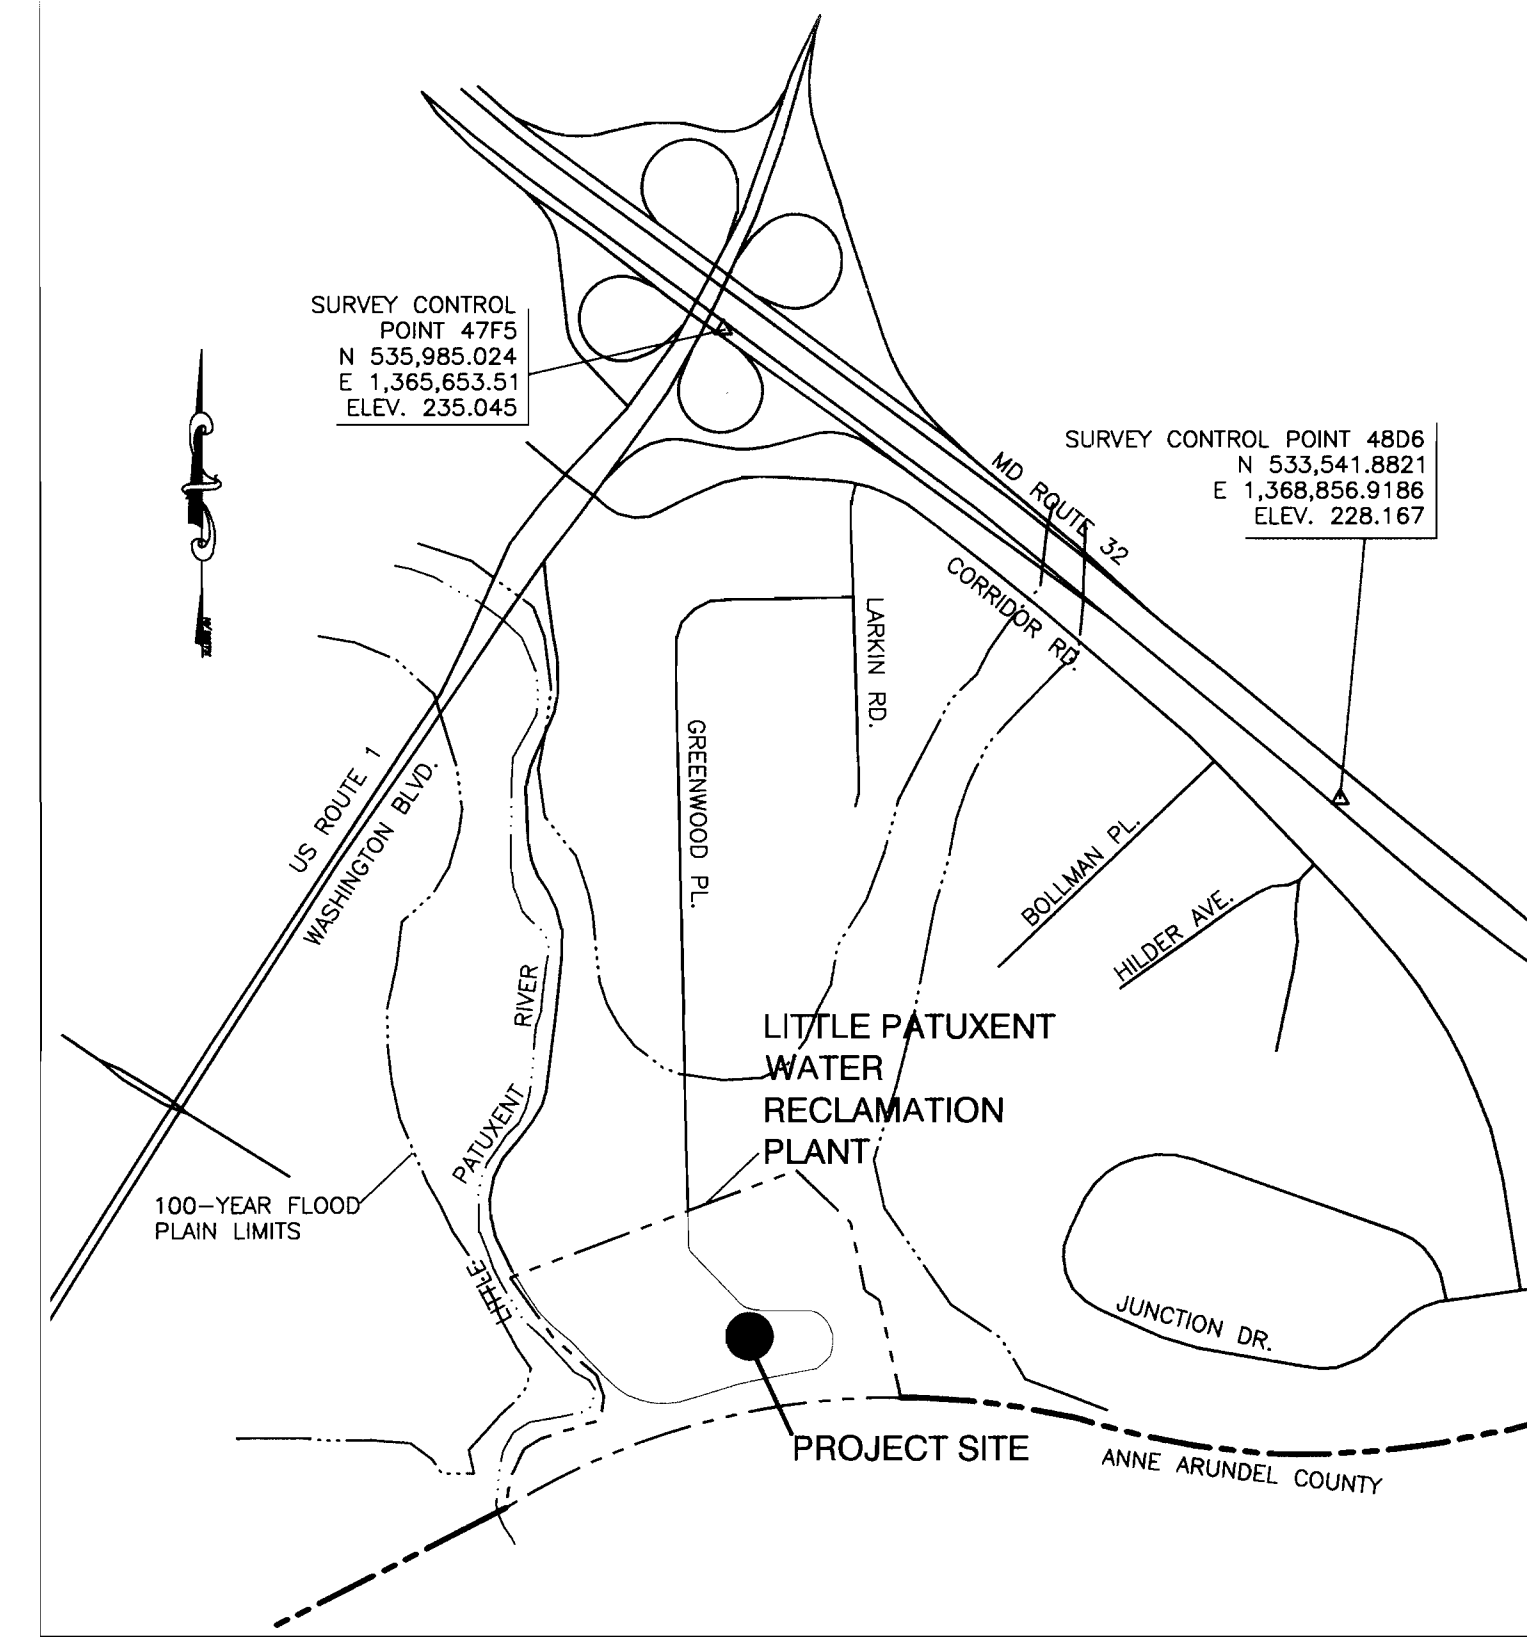 SURVEY CONTROL
POINT 47F5
N 535,985.024
E 1,365,653.51
ELEV. 235.045
SURVEY CONTROL POINT 48D6
N 533,541.8821
E 1,368,856.9186
ELEV. 228.167
MD ROUTE 32
CORRIDOR RD.
LARKIN RD.
GREENWOOD PL.
US ROUTE 1
WASHINGTON BLVD.
BOLLMAN PL.
HILDER AVE.
LITTLE PATUXENT
WATER
RECLAMATION
PLANT
RIVER
PATUXENT
LITTLE
100-YEAR FLOOD
PLAIN LIMITS
JUNCTION DR.
PROJECT SITE
ANNE ARUNDEL COUNTY